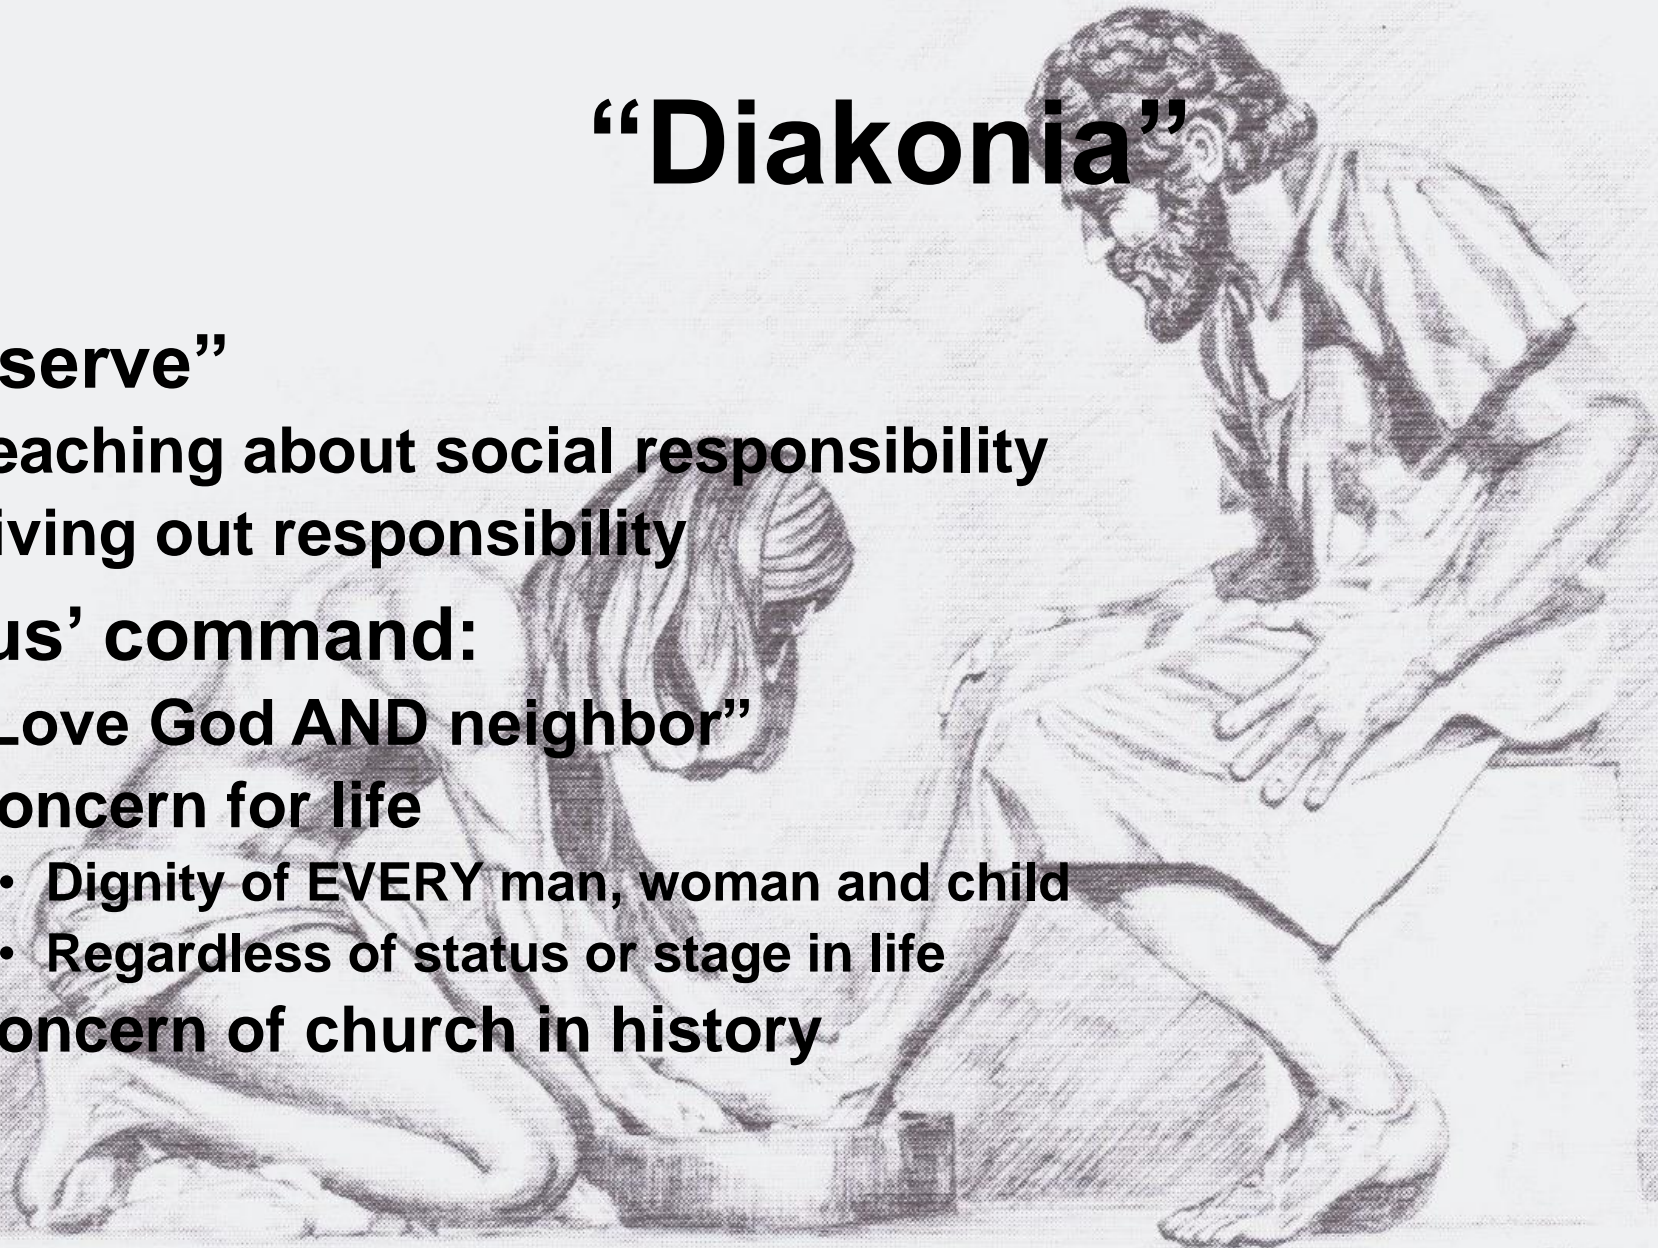 “Diakonia”
serve”
eaching about social responsibility
iving out responsibility
us’ command:
Love God AND neighbor”
oncern for life
• Dignity of EVERY man, woman and child
• Regardless of status or stage in life
oncern of church in history